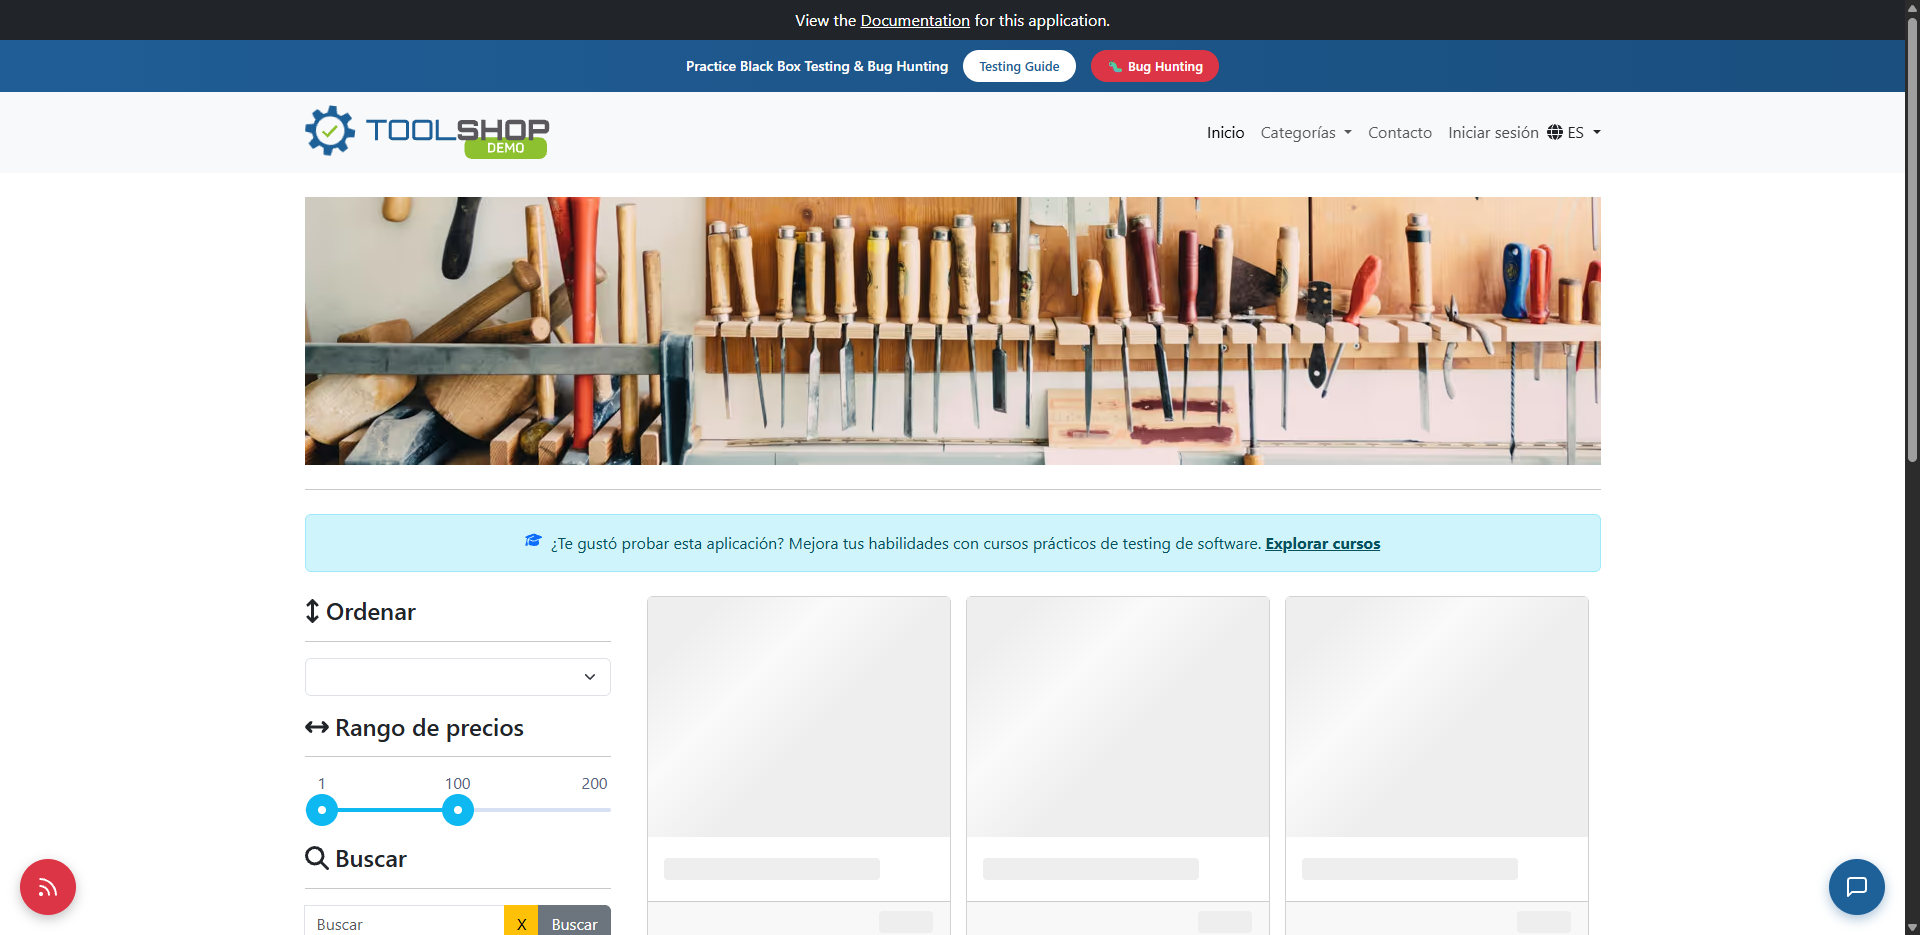 View the Documentation for this application.
Practice Black Box Testing & Bug Hunting
Testing Guide
Bug Hunting
TOOLSHOP
DEMO
Inicio
Categorías
Contacto
Iniciar sesión
ES
¿Te gustó probar esta aplicación? Mejora tus habilidades con cursos prácticos de testing de software. Explorar cursos
Ordenar
Rango de precios
1
100
200
Buscar
Buscar
X
Buscar